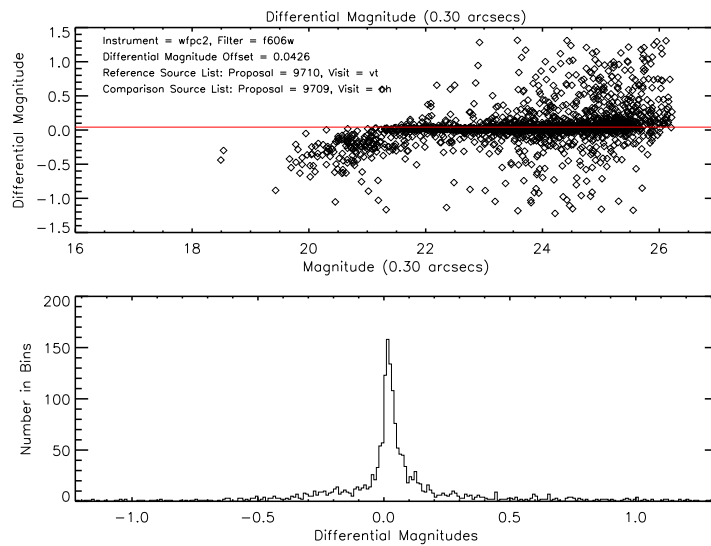 Differential Magnitude (0.30 arcsecs)
1.5
1.0
0.5
0.0
-0.5
-1.0
-1.5
Differential Magnitude
Instrument = wfpc2, Filter = f606w
Differential Magnitude Offset = 0.0426
Reference Source List: Proposal = 9710, Visit = vt
Comparison Source List: Proposal = 9709, Visit = 0h
16 18 20 22 24 26
Magnitude (0.30 arcsecs)
200
150
100
50
0
Number in Bins
-1.0 -0.5 0.0 0.5 1.0
Differential Magnitudes